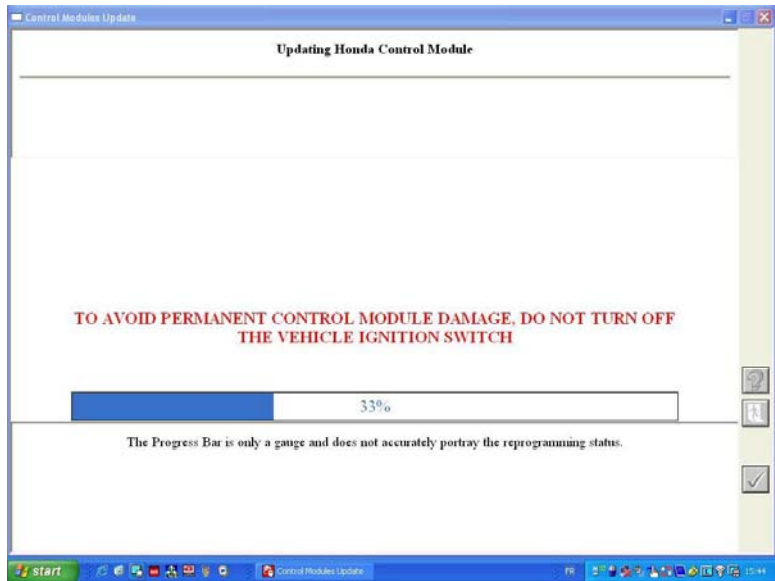 Control Modules Update
Updating Honda Control Module
TO AVOID PERMANENT CONTROL MODULE DAMAGE, DO NOT TURN OFF
THE VEHICLE IGNITION SWITCH
33%
The Progress Bar is only a gauge and does not accurately portray the reprogramming status.
start
Control Modules Update
FR
15:44